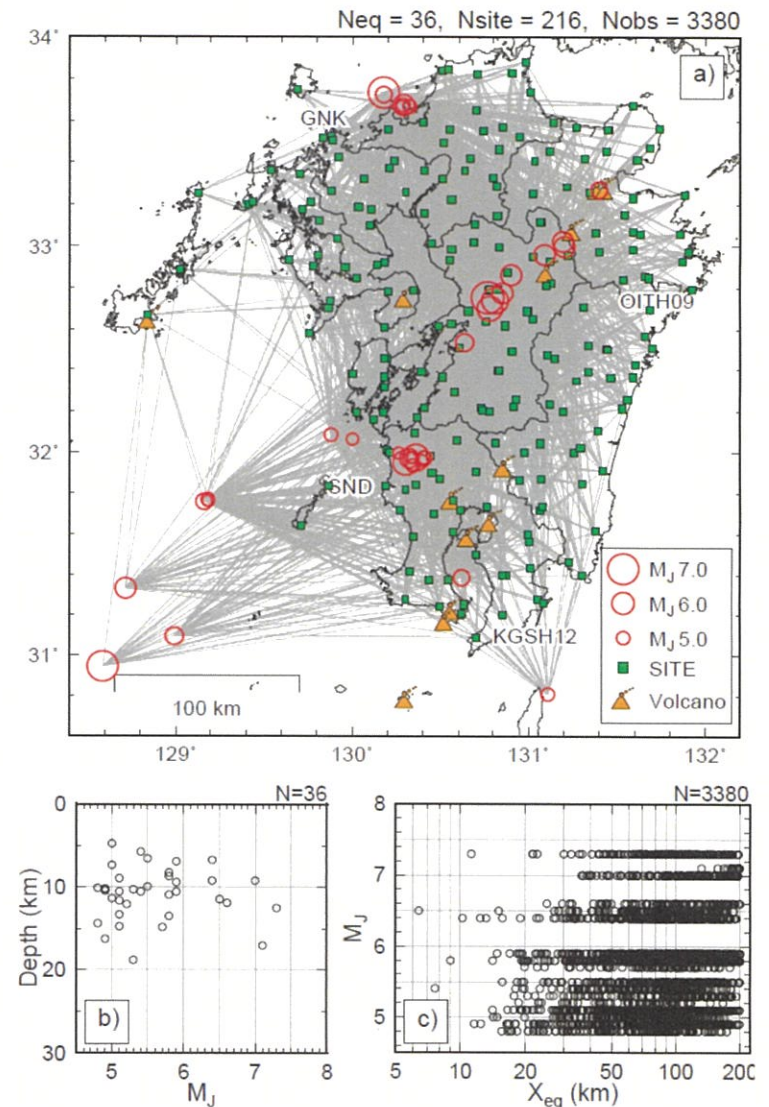 Neq = 36, Nsite = 216, Nobs = 3380
34˚
a)
GNK
33˚
OITH09
32˚
SND
MJ 7.0
MJ 6.0
MJ 5.0
SITE
KGSH12
31˚
Volcano
100 km
129˚ 130˚ 131˚ 132˚
N=36
N=3380
0
10
20
30
Depth (km)
b)
5 6 7 8
MJ
8
7
6
5
MJ
c)
5 10 20 50 100 200
Xeq (km)